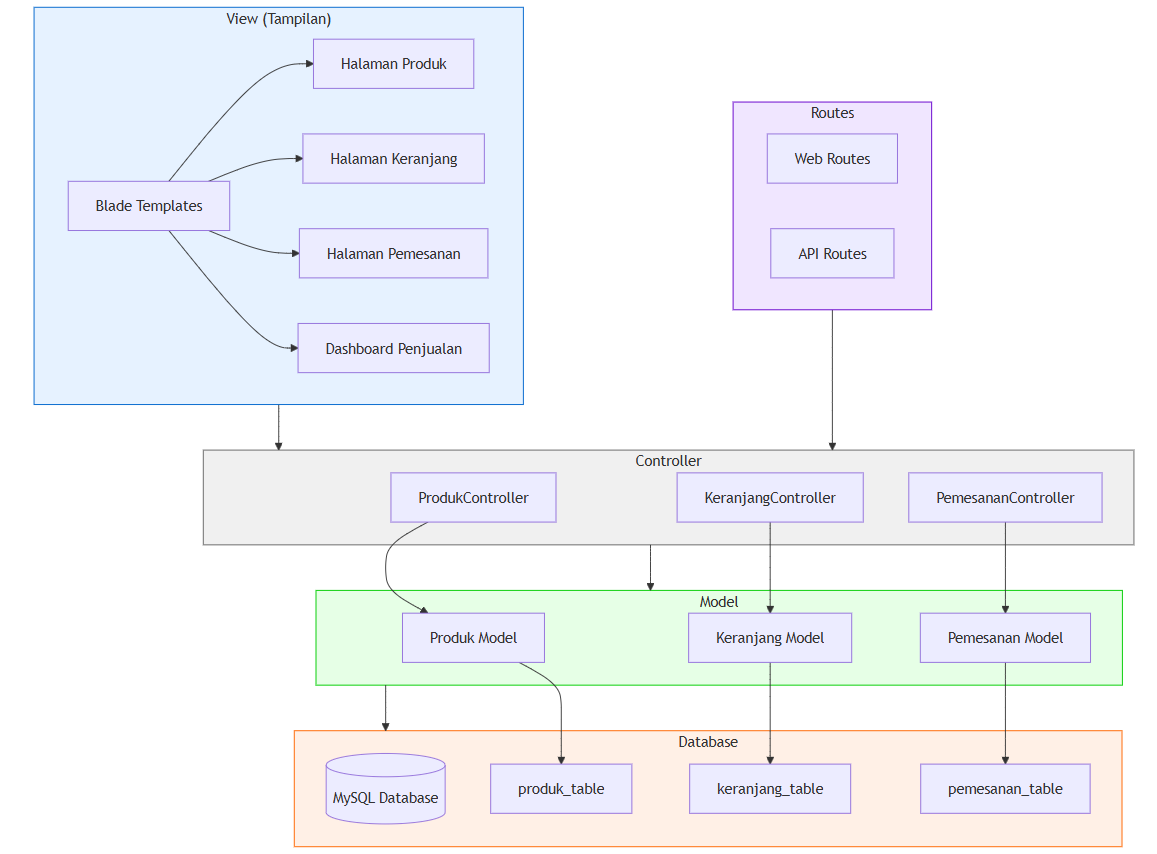 View (Tampilan)
Halaman Produk
Halaman Keranjang
Blade Templates
Halaman Pemesanan
Dashboard Penjualan
Routes
Web Routes
API Routes
Controller
ProdukController
KeranjangController
PemesananController
Model
Produk Model
Keranjang Model
Pemesanan Model
Database
MySQL Database
produk_table
keranjang_table
pemesanan_table